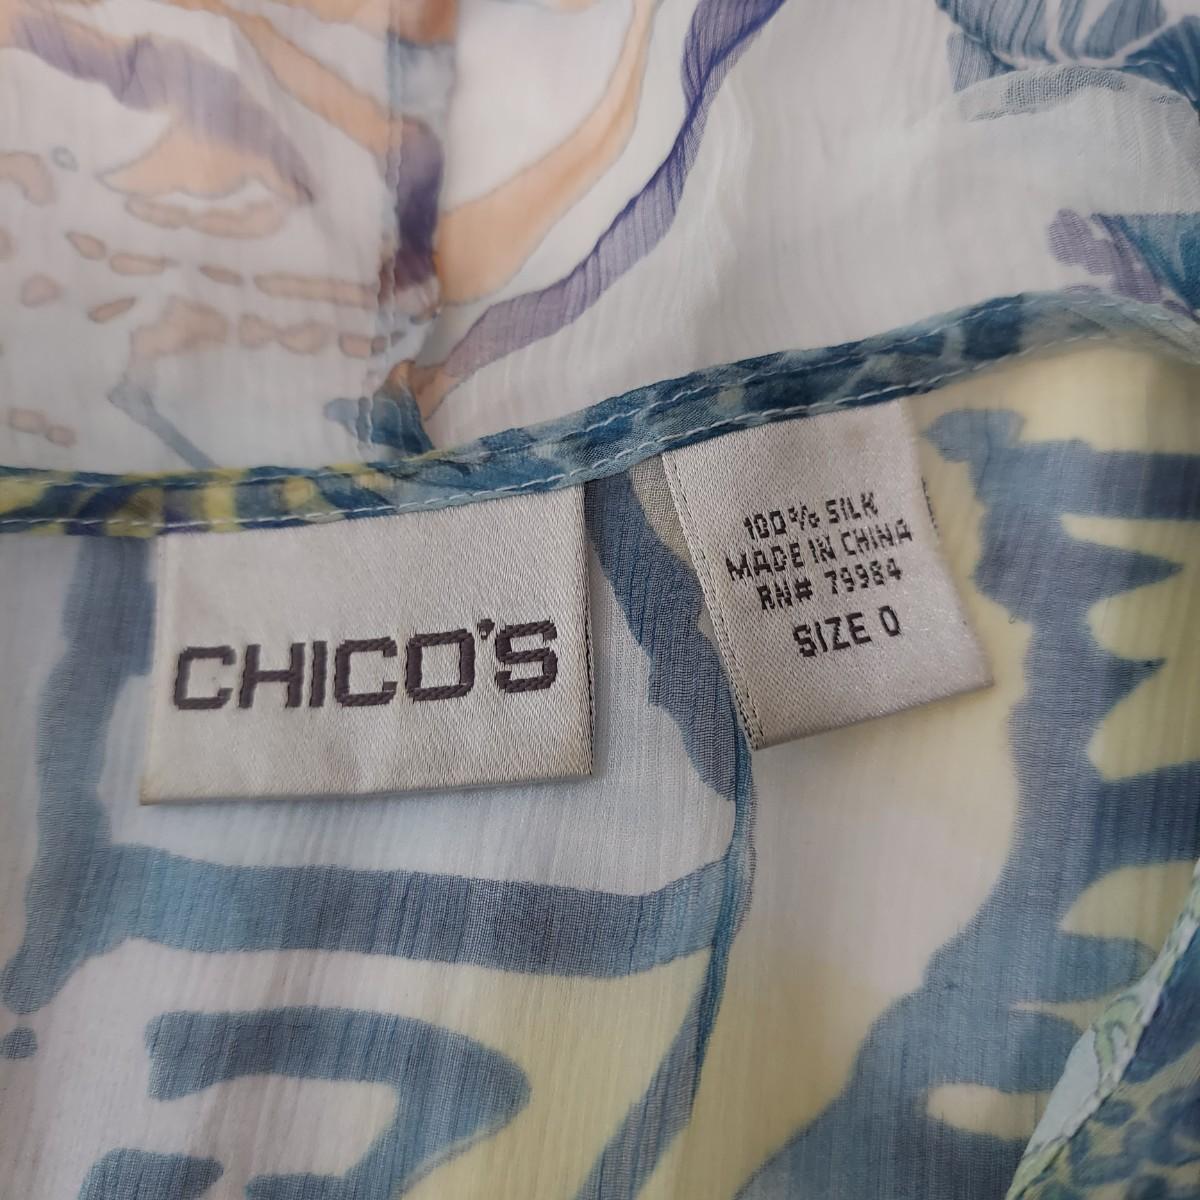 CHICO'S
100% SILK
MADE IN CHINA
RN# 79984
SIZE 0